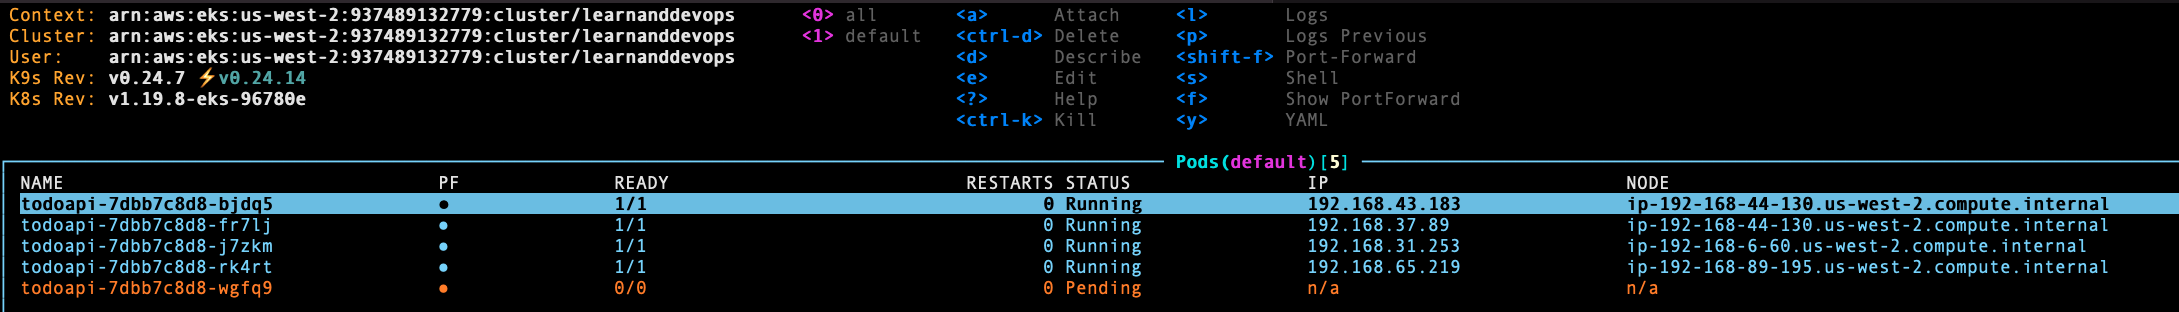 Context: arn:aws:eks:us-west-2:937489132779:cluster/learnanddevops <0> all <a> Attach <l> Logs
Cluster: arn:aws:eks:us-west-2:937489132779:cluster/learnanddevops <1> default <ctrl-d> Delete <p> Logs Previous
User: arn:aws:eks:us-west-2:937489132779:cluster/learnanddevops <d> Describe <shift-f> Port-Forward
K9s Rev: v0.24.7 ⚡v0.24.14 <e> Edit <s> Shell
K8s Rev: v1.19.8-eks-96780e <?> Help <f> Show PortForward
<ctrl-k> Kill <y> YAML
Pods(default)[5]
NAME PF READY RESTARTS STATUS IP NODE
todoapi-7dbb7c8d8-bjdq5 ● 1/1 0 Running 192.168.43.183 ip-192-168-44-130.us-west-2.compute.internal
todoapi-7dbb7c8d8-fr7lj ● 1/1 0 Running 192.168.37.89 ip-192-168-44-130.us-west-2.compute.internal
todoapi-7dbb7c8d8-j7zkm ● 1/1 0 Running 192.168.31.253 ip-192-168-6-60.us-west-2.compute.internal
todoapi-7dbb7c8d8-rk4rt ● 1/1 0 Running 192.168.65.219 ip-192-168-89-195.us-west-2.compute.internal
todoapi-7dbb7c8d8-wgfq9 ● 0/0 0 Pending n/a n/a